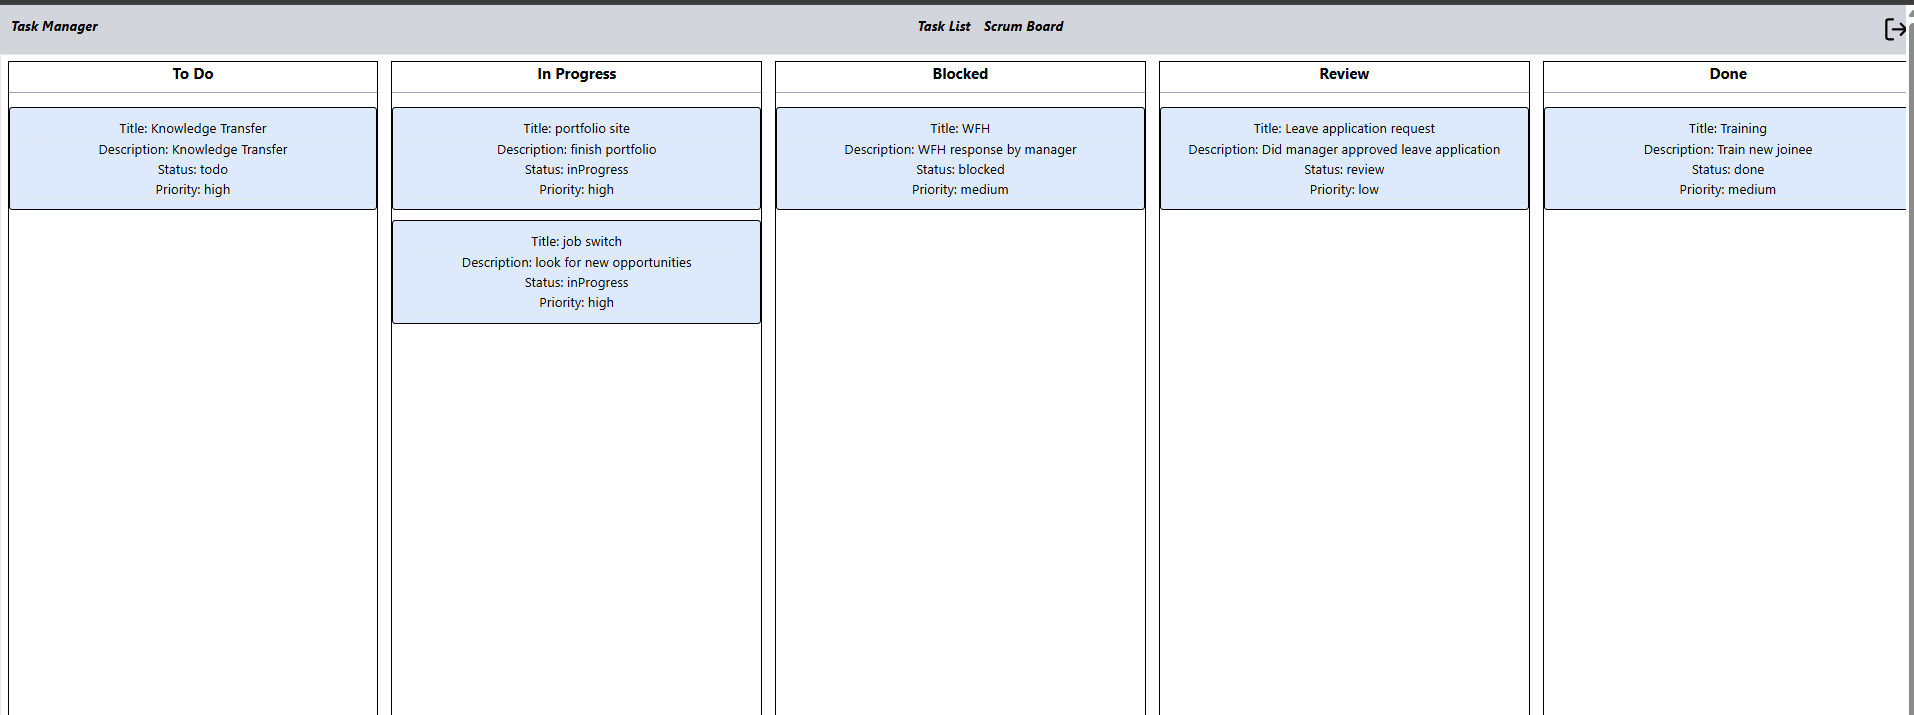 Task Manager
Task List Scrum Board
To Do
Title: Knowledge Transfer
Description: Knowledge Transfer
Status: todo
Priority: high
In Progress
Title: portfolio site
Description: finish portfolio
Status: inProgress
Priority: high
Title: job switch
Description: look for new opportunities
Status: inProgress
Priority: high
Blocked
Title: WFH
Description: WFH response by manager
Status: blocked
Priority: medium
Review
Title: Leave application request
Description: Did manager approved leave application
Status: review
Priority: low
Done
Title: Training
Description: Train new joinee
Status: done
Priority: medium